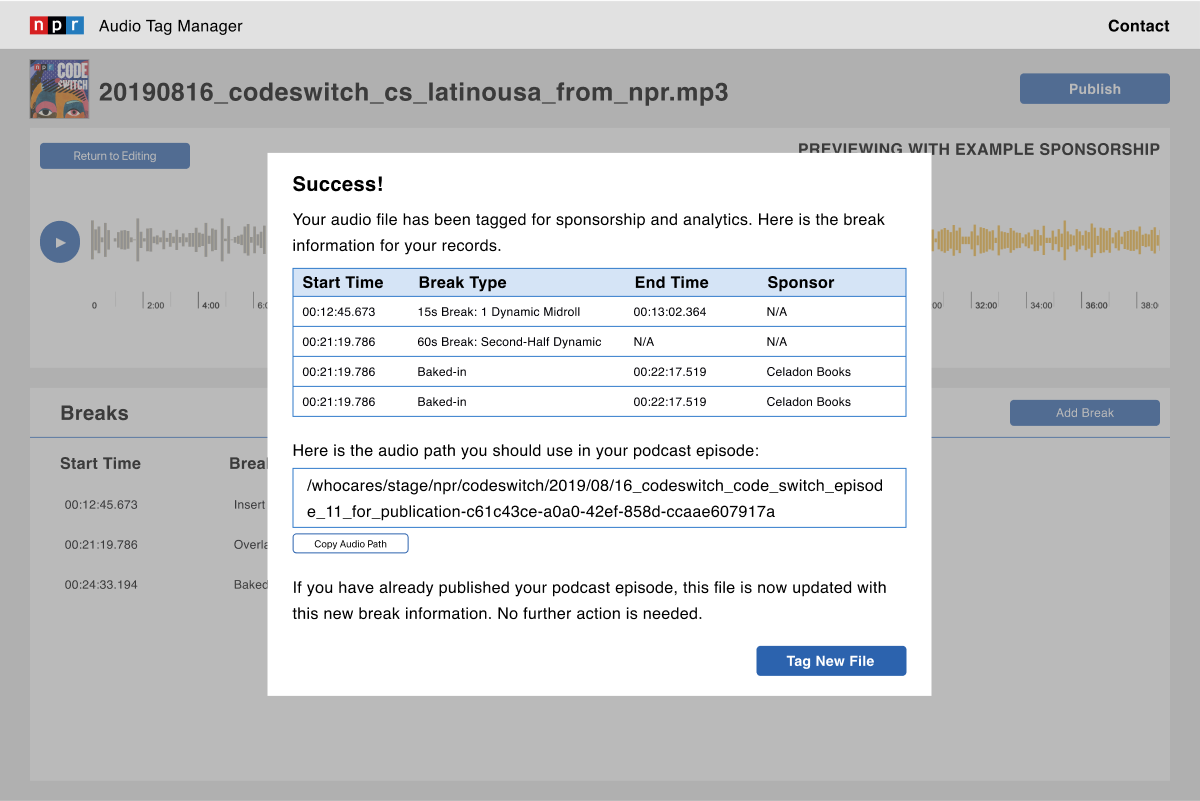 npr Audio Tag Manager Contact
npr CODE SWITCH
20190816_codeswitch_cs_latinousa_from_npr.mp3 Publish
Return to Editing PREVIEWING WITH EXAMPLE SPONSORSHIP
0 2:00 4:00 32:00 34:00 36:00 38:0
Success!
Your audio file has been tagged for sponsorship and analytics. Here is the break
information for your records.
Start Time Break Type End Time Sponsor
00:12:45.673 15s Break: 1 Dynamic Midroll 00:13:02.364 N/A
00:21:19.786 60s Break: Second-Half Dynamic N/A N/A
00:21:19.786 Baked-in 00:22:17.519 Celadon Books
00:21:19.786 Baked-in 00:22:17.519 Celadon Books
Here is the audio path you should use in your podcast episode:
/whocares/stage/npr/codeswitch/2019/08/16_codeswitch_code_switch_episod
e_11_for_publication-c61c43ce-a0a0-42ef-858d-ccaae607917a
Copy Audio Path
If you have already published your podcast episode, this file is now updated with
this new break information. No further action is needed.
Tag New File
Breaks Add Break
Start Time Brea
00:12:45.673 Insert
00:21:19.786 Overla
00:24:33.194 Baked